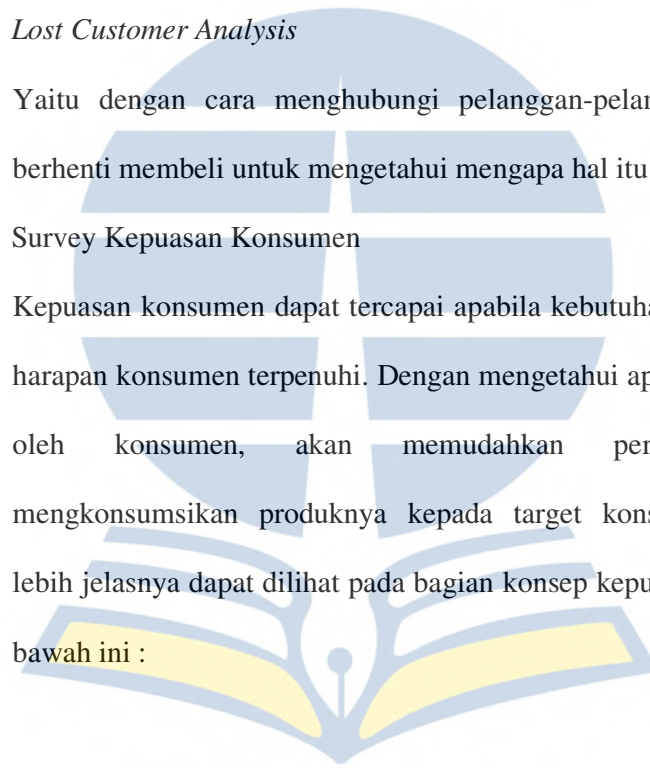 Lost Customer Analysis
Yaitu dengan cara menghubungi pelanggan-pelan
berhenti membeli untuk mengetahui mengapa hal itu
Survey Kepuasan Konsumen
Kepuasan konsumen dapat tercapai apabila kebutuha
harapan konsumen terpenuhi. Dengan mengetahui ap
oleh konsumen, akan memudahkan per
mengkonsumsikan produknya kepada target kons
lebih jelasnya dapat dilihat pada bagian konsep kepu
bawah ini :